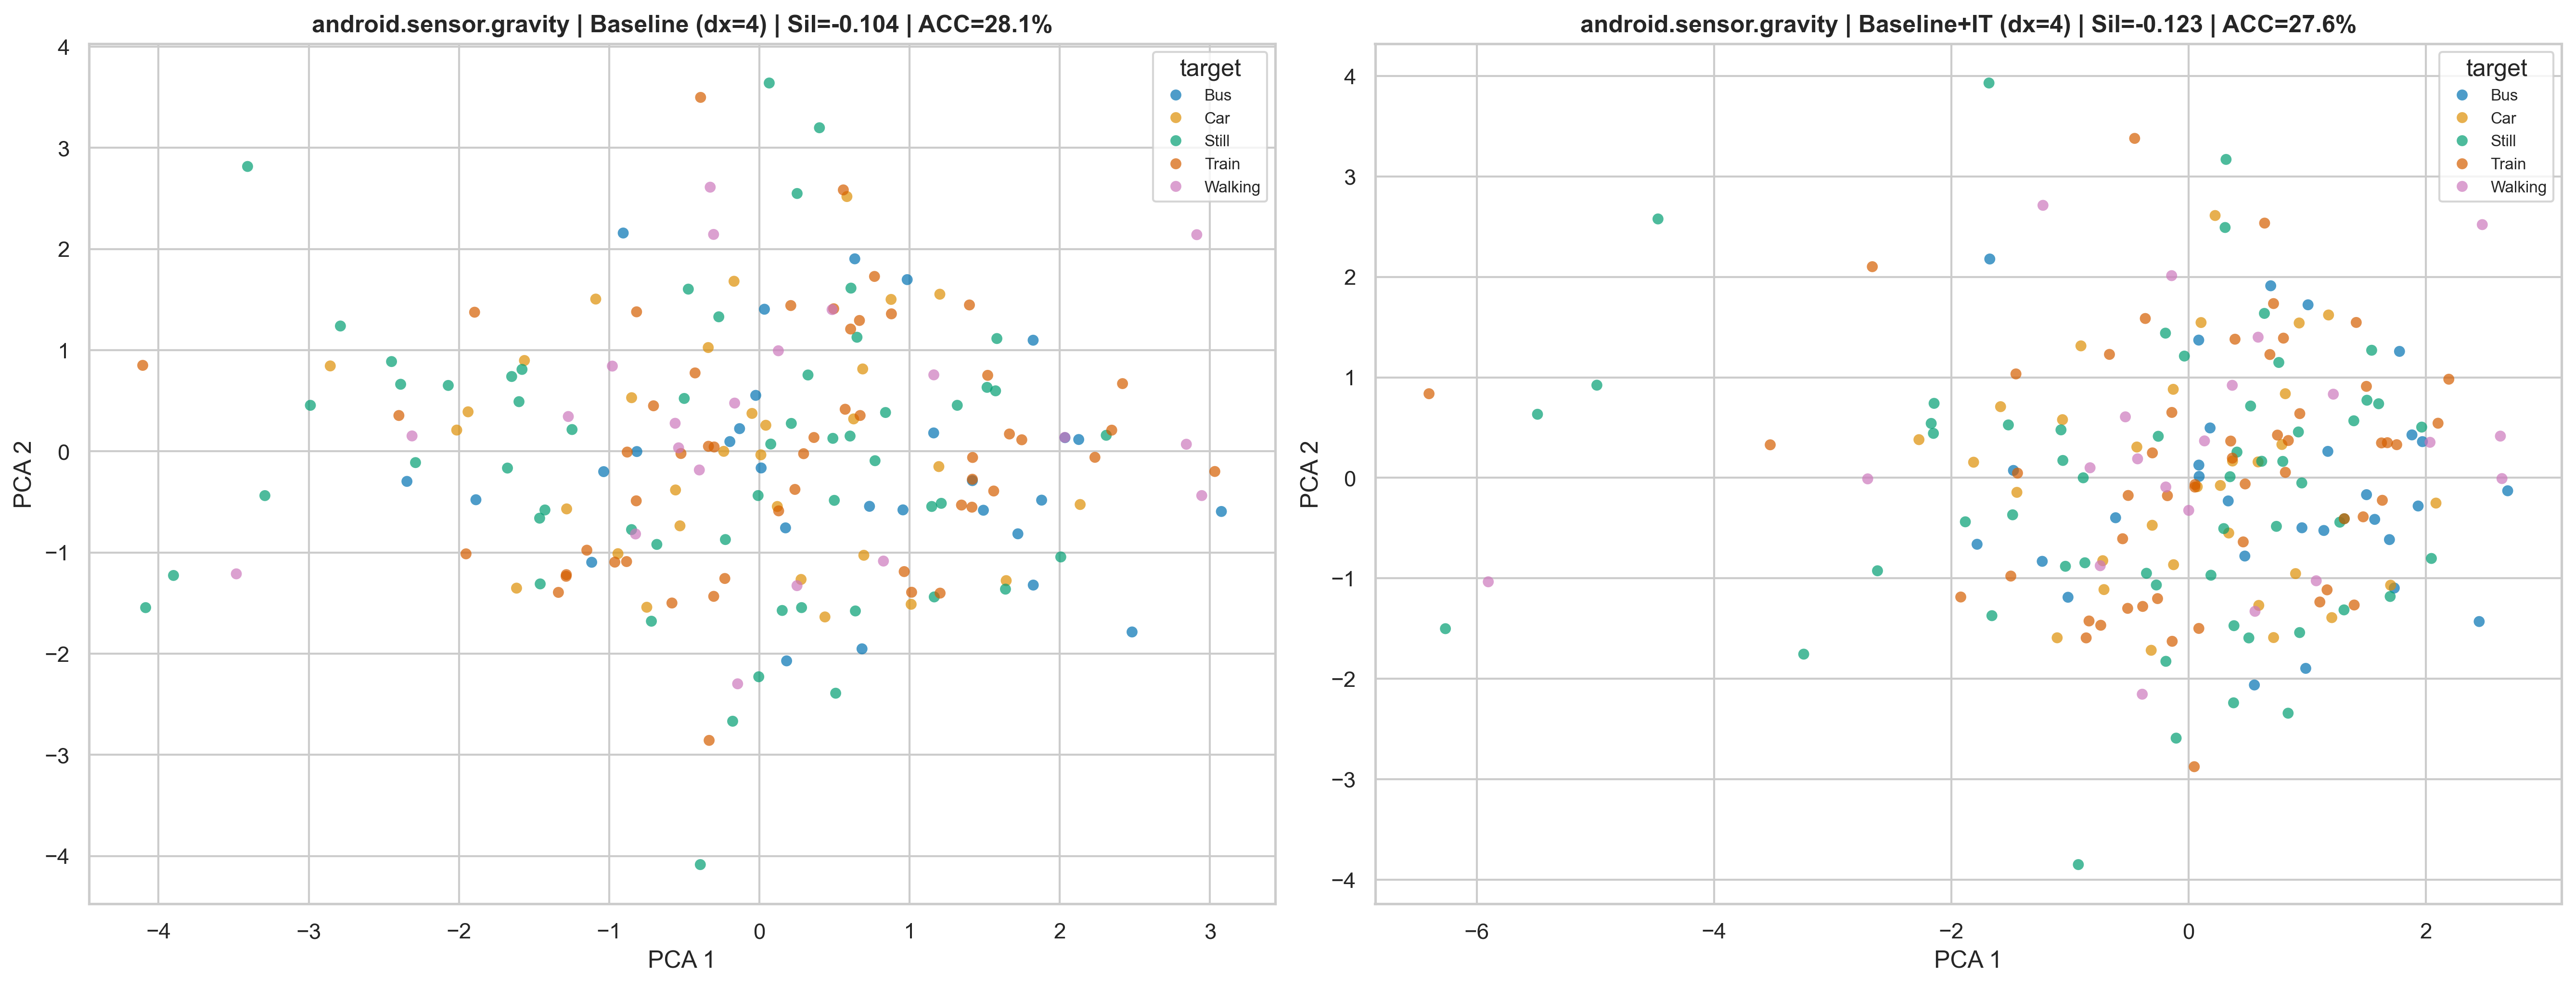 android.sensor.gravity | Baseline (dx=4) | Sil=-0.104 | ACC=28.1%
target
Bus
Car
Still
Train
Walking
4
3
2
1
0
−1
−2
−3
−4
PCA 2
−4 −3 −2 −1 0 1 2 3
PCA 1
android.sensor.gravity | Baseline+IT (dx=4) | Sil=-0.123 | ACC=27.6%
target
Bus
Car
Still
Train
Walking
4
3
2
1
0
−1
−2
−3
−4
PCA 2
−6 −4 −2 0 2
PCA 1